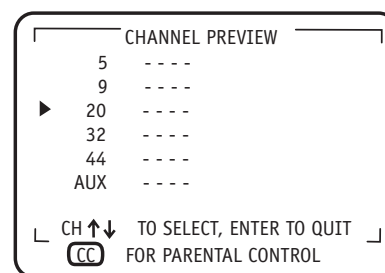 CHANNEL PREVIEW
5 - - - -
9 - - - -
20 - - - -
32 - - - -
44 - - - -
AUX - - - -
CH ↑↓ TO SELECT, ENTER TO QUIT
CC FOR PARENTAL CONTROL